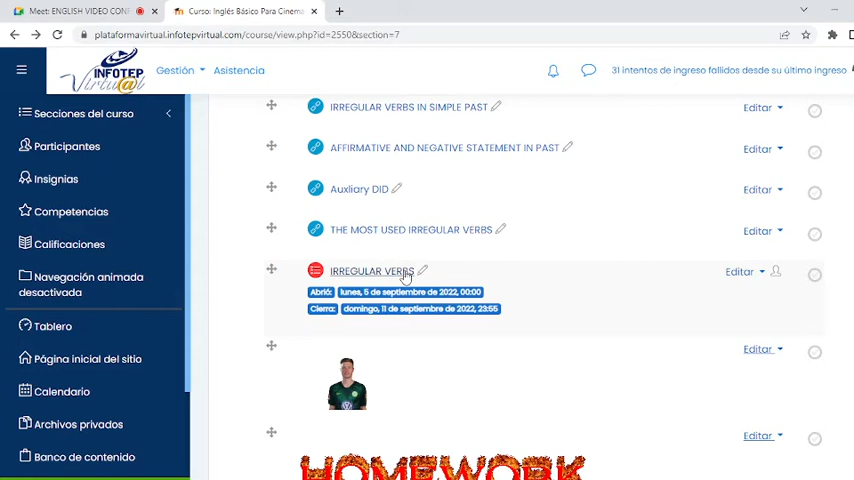 Meet: ENGLISH VIDEO CONF
Curso: Inglés Básico Para Cinema
plataformavirtual.infotepvirtual.com/course/view.php?id=2550&section=7
INFOTEP
Virtu@l
Gestión
Asistencia
31 intentos de ingreso fallidos desde su último ingreso
Secciones del curso
Participantes
Insignias
Competencias
Calificaciones
Navegación animada
desactivada
Tablero
Página inicial del sitio
Calendario
Archivos privados
Banco de contenido
IRREGULAR VERBS IN SIMPLE PAST
Editar
AFFIRMATIVE AND NEGATIVE STATEMENT IN PAST
Editar
Auxliary DID
Editar
THE MOST USED IRREGULAR VERBS
Editar
IRREGULAR VERBS
Editar
Abrió: lunes, 5 de septiembre de 2022, 00:00
Cierra: domingo, 11 de septiembre de 2022, 23:55
Editar
Editar
HOMEWORK